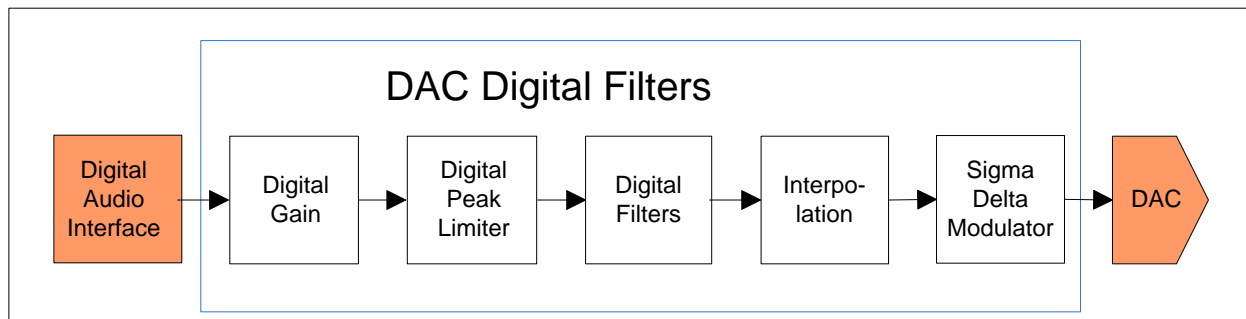 DAC Digital Filters
Digital
Audio
Interface
Digital
Gain
Digital
Peak
Limiter
Digital
Filters
Interpo-
lation
Sigma
Delta
Modulator
DAC